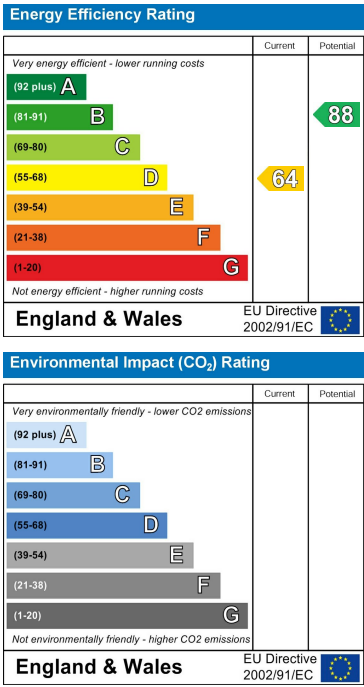 Energy Efficiency Rating
Current Potential
Very energy efficient - lower running costs
(92 plus) A
(81-91) B
88
(69-80) C
(55-68) D
64
(39-54) E
(21-38) F
(1-20) G
Not energy efficient - higher running costs
England & Wales
EU Directive
2002/91/EC
Environmental Impact (CO₂) Rating
Current Potential
Very environmentally friendly - lower CO2 emissions
(92 plus) A
(81-91) B
(69-80) C
(55-68) D
(39-54) E
(21-38) F
(1-20) G
Not environmentally friendly - higher CO2 emissions
England & Wales
EU Directive
2002/91/EC